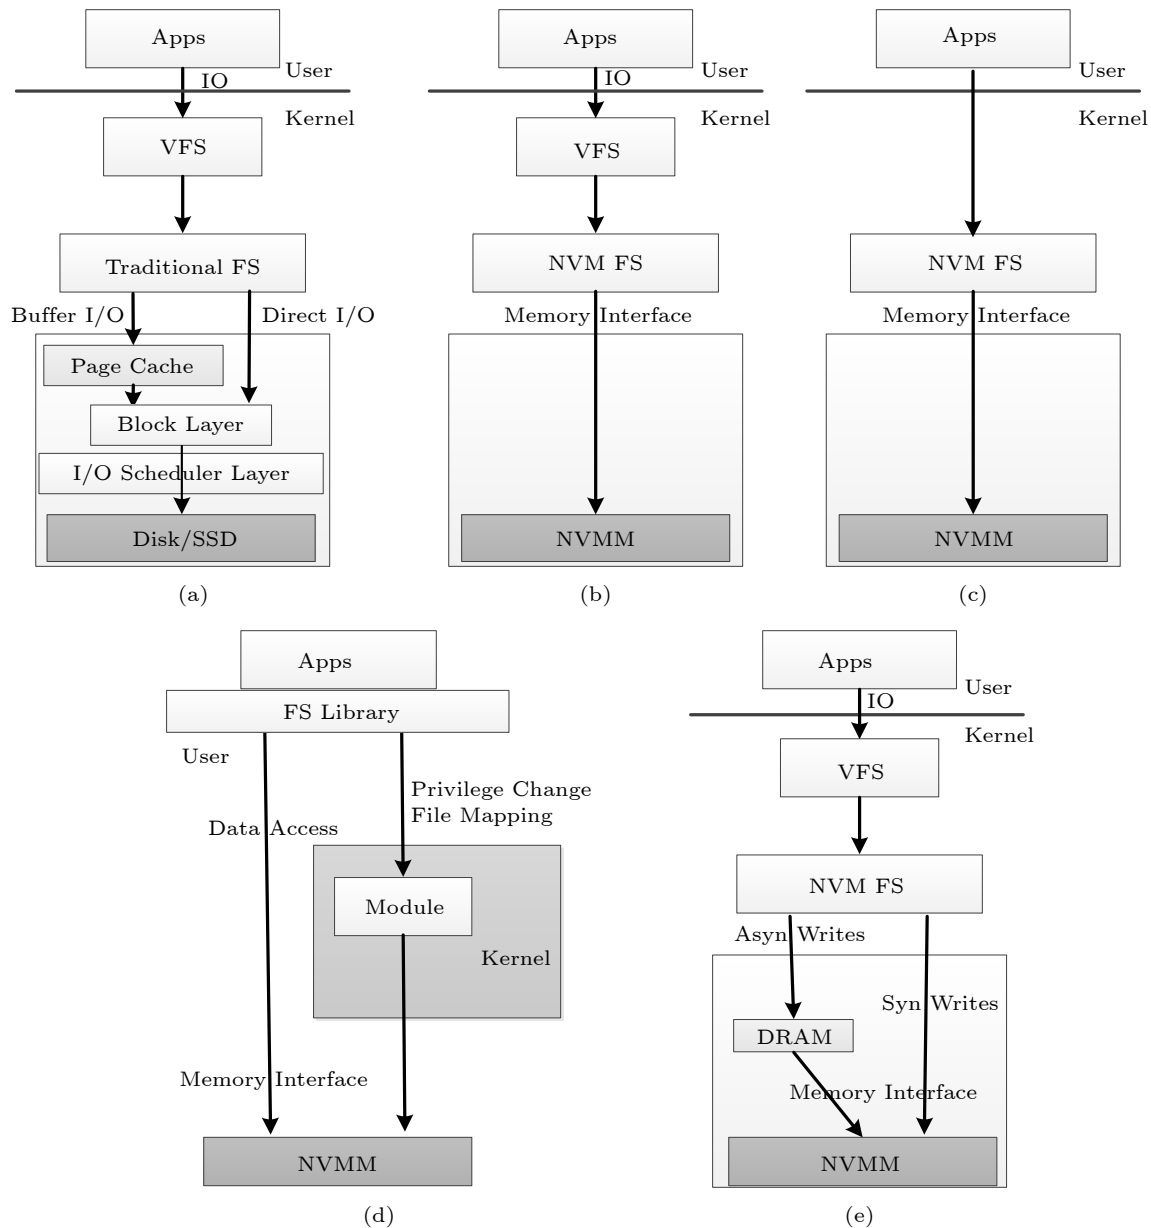 Apps
User
IO
Kernel
VFS
Traditional FS
Buffer I/O
Direct I/O
Page Cache
Block Layer
I/O Scheduler Layer
Disk/SSD
(a)
Apps
User
IO
Kernel
VFS
NVM FS
Memory Interface
NVMM
(b)
Apps
User
Kernel
NVM FS
Memory Interface
NVMM
(c)
Apps
FS Library
User
Privilege Change
File Mapping
Data Access
Module
Kernel
Memory Interface
NVMM
(d)
Apps
User
IO
Kernel
VFS
NVM FS
Asyn Writes
Syn Writes
DRAM
Memory Interface
NVMM
(e)